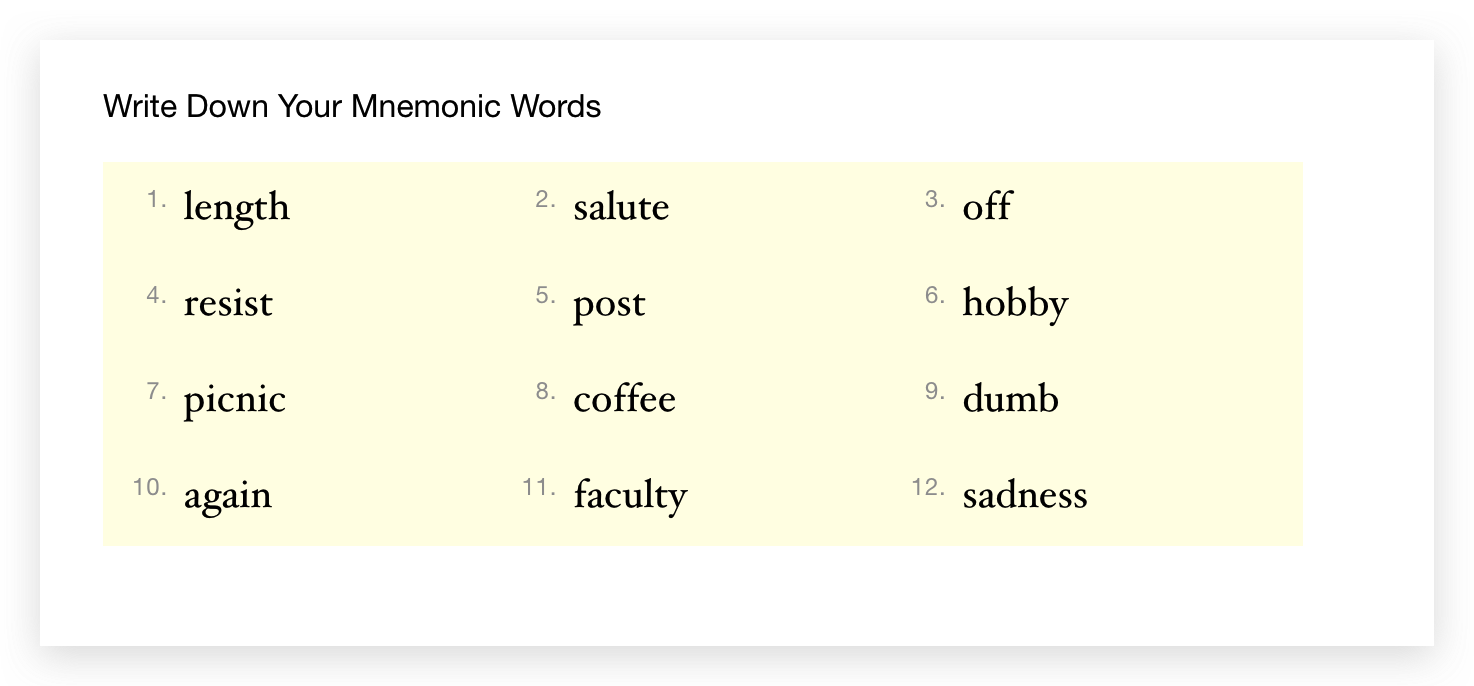 Write Down Your Mnemonic Words
1. length 2. salute 3. off
4. resist 5. post 6. hobby
7. picnic 8. coffee 9. dumb
10. again 11. faculty 12. sadness